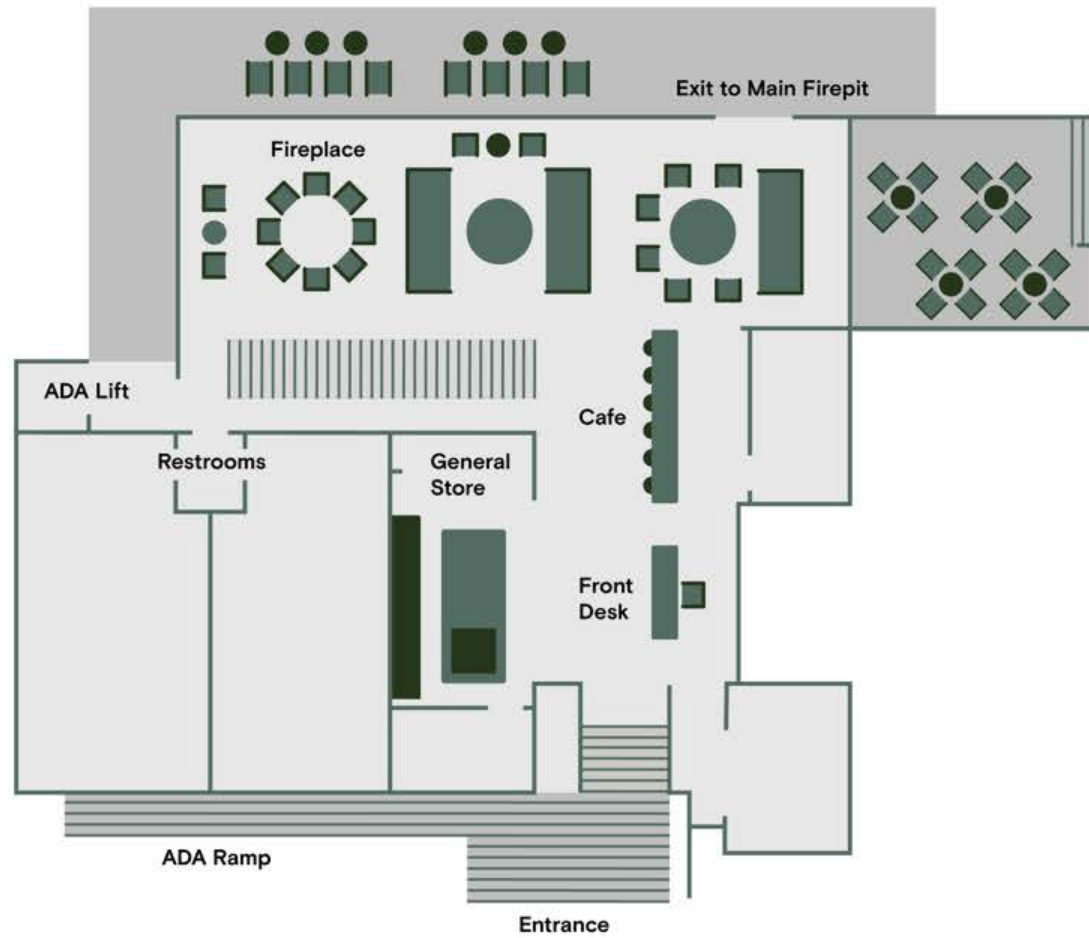 Exit to Main Firepit
Fireplace
ADA Lift
Cafe
Restrooms
General
Store
Front
Desk
ADA Ramp
Entrance